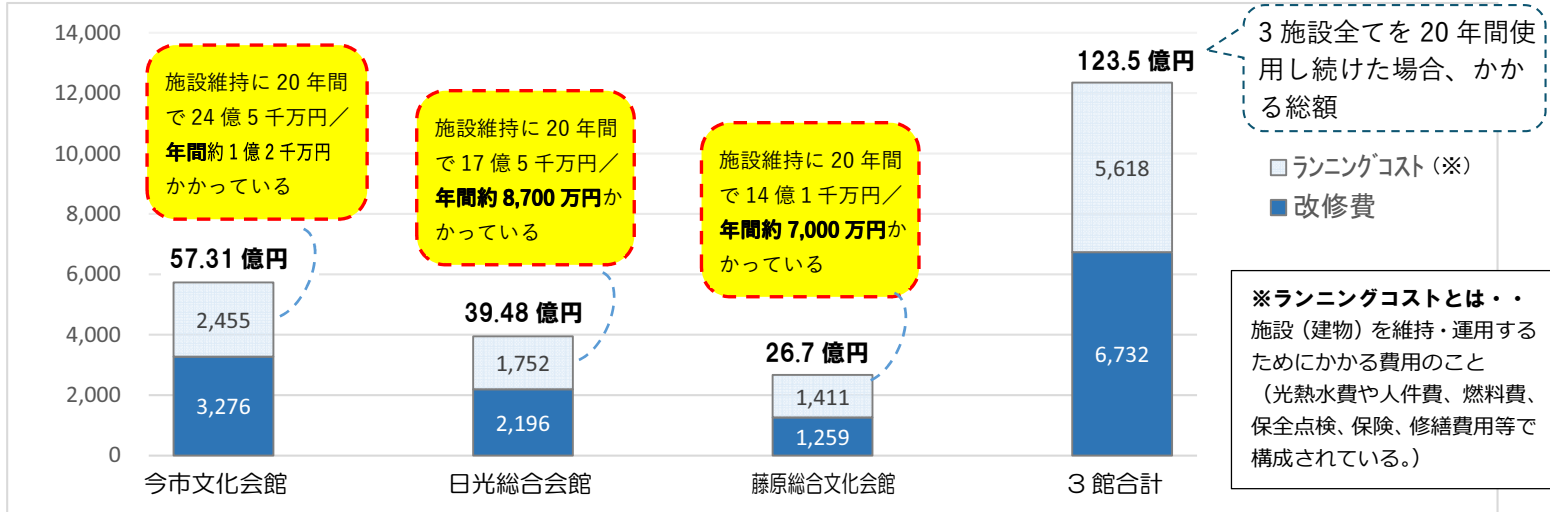 14,000
12,000
10,000
8,000
6,000
4,000
2,000
0
施設維持に 20 年間
で 24 億 5 千万円／
年間約 1 億 2 千万円
かかっている
57.31 億円
2,455
3,276
今市文化会館
施設維持に 20 年間
で 17 億 5 千万円／
年間約 8,700 万円か
かっている
39.48 億円
1,752
2,196
日光総合会館
施設維持に 20 年間
で 14 億 1 千万円／
年間約 7,000 万円か
かっている
26.7 億円
1,411
1,259
藤原総合文化会館
123.5 億円
5,618
6,732
３館合計
3 施設全てを 20 年間使
用し続けた場合、かか
る総額
ﾗﾝﾆﾝｸﾞｺｽﾄ（※）
改修費
※ランニングコストとは・・
施設（建物）を維持・運用する
ためにかかる費用のこと
（光熱水費や人件費、燃料費、
保全点検、保険、修繕費用等で
構成されている。）